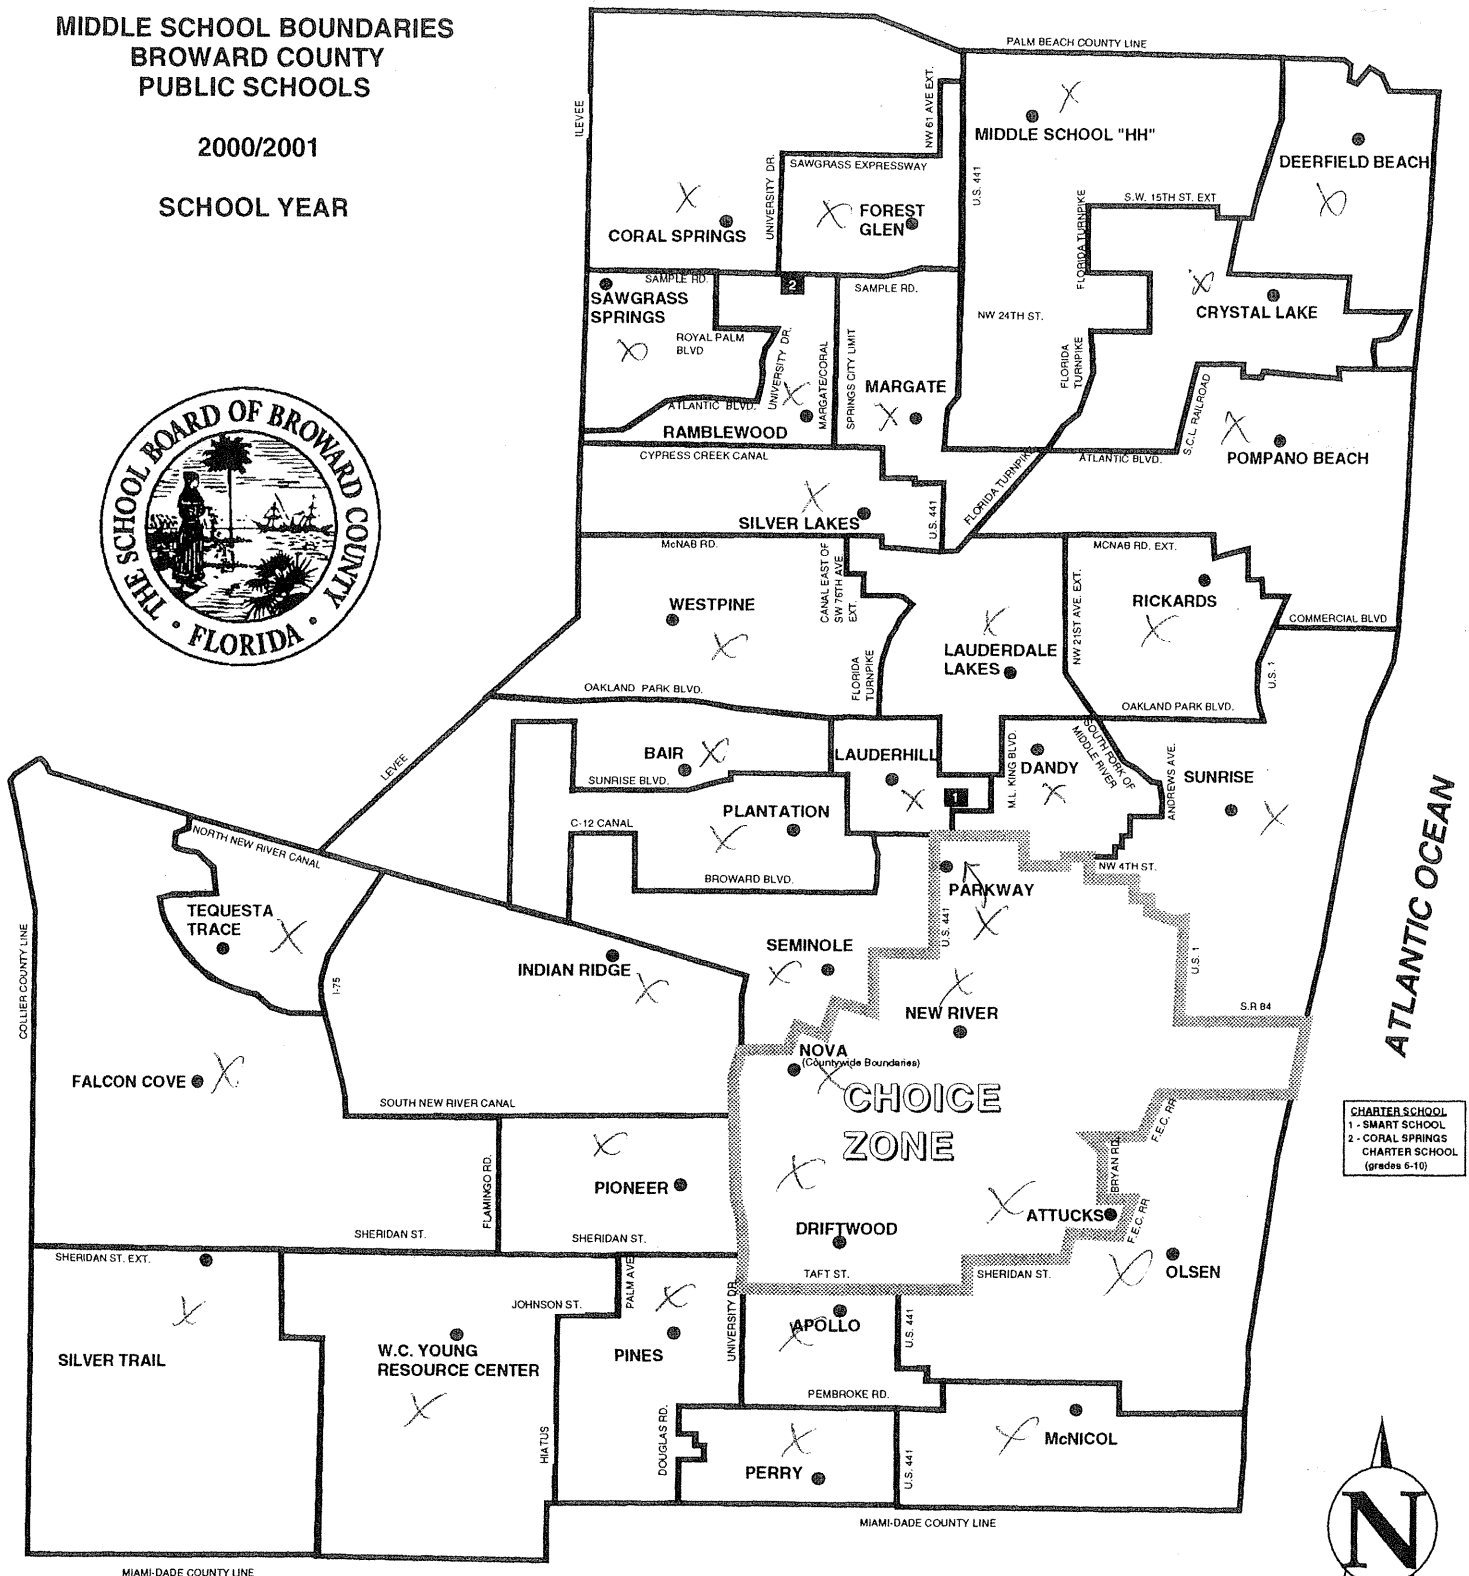 MIDDLE SCHOOL BOUNDARIES
BROWARD COUNTY
PUBLIC SCHOOLS
2000/2001
SCHOOL YEAR
THE SCHOOL BOARD OF BROWARD COUNTY
• FLORIDA •
PALM BEACH COUNTY LINE
lLEVEE
NW 61 AVE EXT.
MIDDLE SCHOOL "HH"
DEERFIELD BEACH
SAWGRASS EXPRESSWAY
UNIVERSITY DR.
U.S. 441
S.W. 15TH ST. EXT
FLORIDA TURNPIKE
FOREST
GLEN
CORAL SPRINGS
SAMPLE RD.
2
SAMPLE RD.
SAWGRASS
SPRINGS
CRYSTAL LAKE
NW 24TH ST.
ROYAL PALM
BLVD
UNIVERSITY DR.
MARGATE/CORAL
SPRINGS CITY LIMIT
FLORIDA
TURNPIKE
S.C.L. RAILROAD
MARGATE
ATLANTIC BLVD.
RAMBLEWOOD
CYPRESS CREEK CANAL
ATLANTIC BLVD.
POMPANO BEACH
FLORIDA TURNPIKE
SILVER LAKES
U.S. 441
McNAB RD.
MCNAB RD. EXT.
CANAL EAST OF
SW 76TH AVE
EXT.
NW 21ST AVE. EXT.
WESTPINE
RICKARDS
COMMERCIAL BLVD
LAUDERDALE
LAKES
FLORIDA
TURNPIKE
U.S. 1
OAKLAND PARK BLVD.
OAKLAND PARK BLVD.
LEVEE
BAIR
LAUDERHILL
M.L. KING BLVD.
DANDY
SOUTH FORK OF
MIDDLE RIVER
ANDREWS AVE.
SUNRISE
SUNRISE BLVD.
1
PLANTATION
C-12 CANAL
NORTH NEW RIVER CANAL
BROWARD BLVD.
NW 4TH ST.
PARKWAY
U.S. 441
TEQUESTA
TRACE
COLLIER COUNTY LINE
I-75
INDIAN RIDGE
SEMINOLE
U.S. 1
NEW RIVER
S.R 84
ATLANTIC OCEAN
NOVA
(Countywide Boundaries)
FALCON COVE
CHOICE
ZONE
SOUTH NEW RIVER CANAL
F.E.C. RR
CHARTER SCHOOL
1 - SMART SCHOOL
2 - CORAL SPRINGS
CHARTER SCHOOL
(grades 6-10)
BRYAN RD.
FLAMINGO RD.
PIONEER
ATTUCKS
F.E.C. RR
DRIFTWOOD
SHERIDAN ST.
SHERIDAN ST.
SHERIDAN ST. EXT.
TAFT ST.
SHERIDAN ST.
OLSEN
PALM AVE
UNIVERSITY DR.
JOHNSON ST.
APOLLO
U.S. 441
SILVER TRAIL
W.C. YOUNG
RESOURCE CENTER
PINES
PEMBROKE RD.
HIATUS
DOUGLAS RD.
McNICOL
PERRY
U.S. 441
MIAMI-DADE COUNTY LINE
N
MIAMI-DADE COUNTY LINE